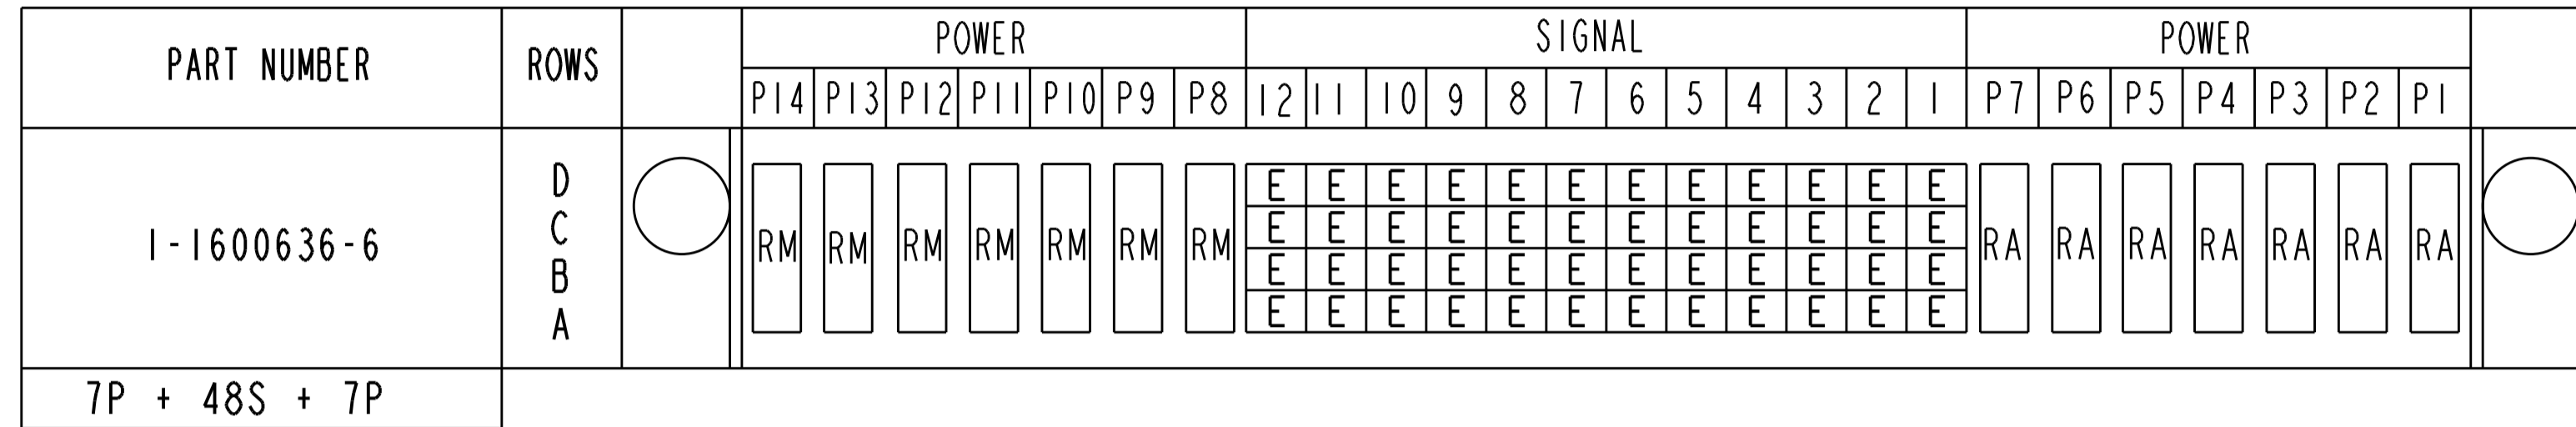 PART NUMBER ROWS POWER SIGNAL POWER
P14 P13 P12 P11 P10 P9 P8 12 11 10 9 8 7 6 5 4 3 2 1 P7 P6 P5 P4 P3 P2 P1
1-1600636-6
D E E E E E E E E E E E E
C E E E E E E E E E E E E
RM RM RM RM RM RM RM RA RA RA RA RA RA RA
B E E E E E E E E E E E E
A E E E E E E E E E E E E
7P + 48S + 7P